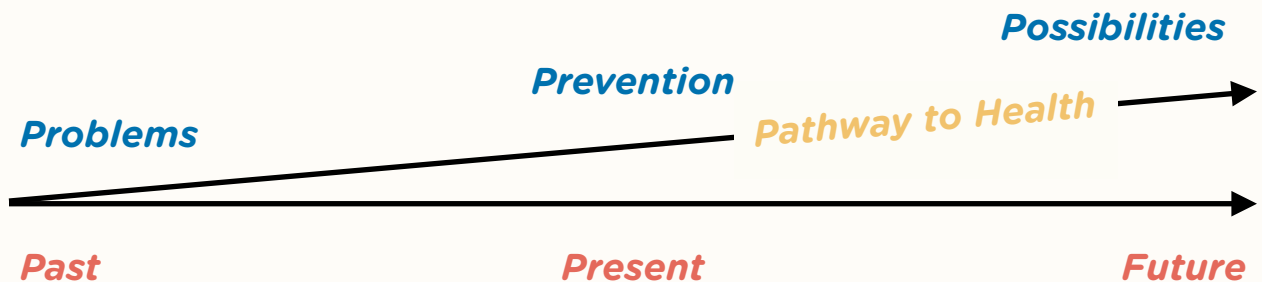 Possibilities
Prevention
Pathway to Health
Problems
Past Present Future